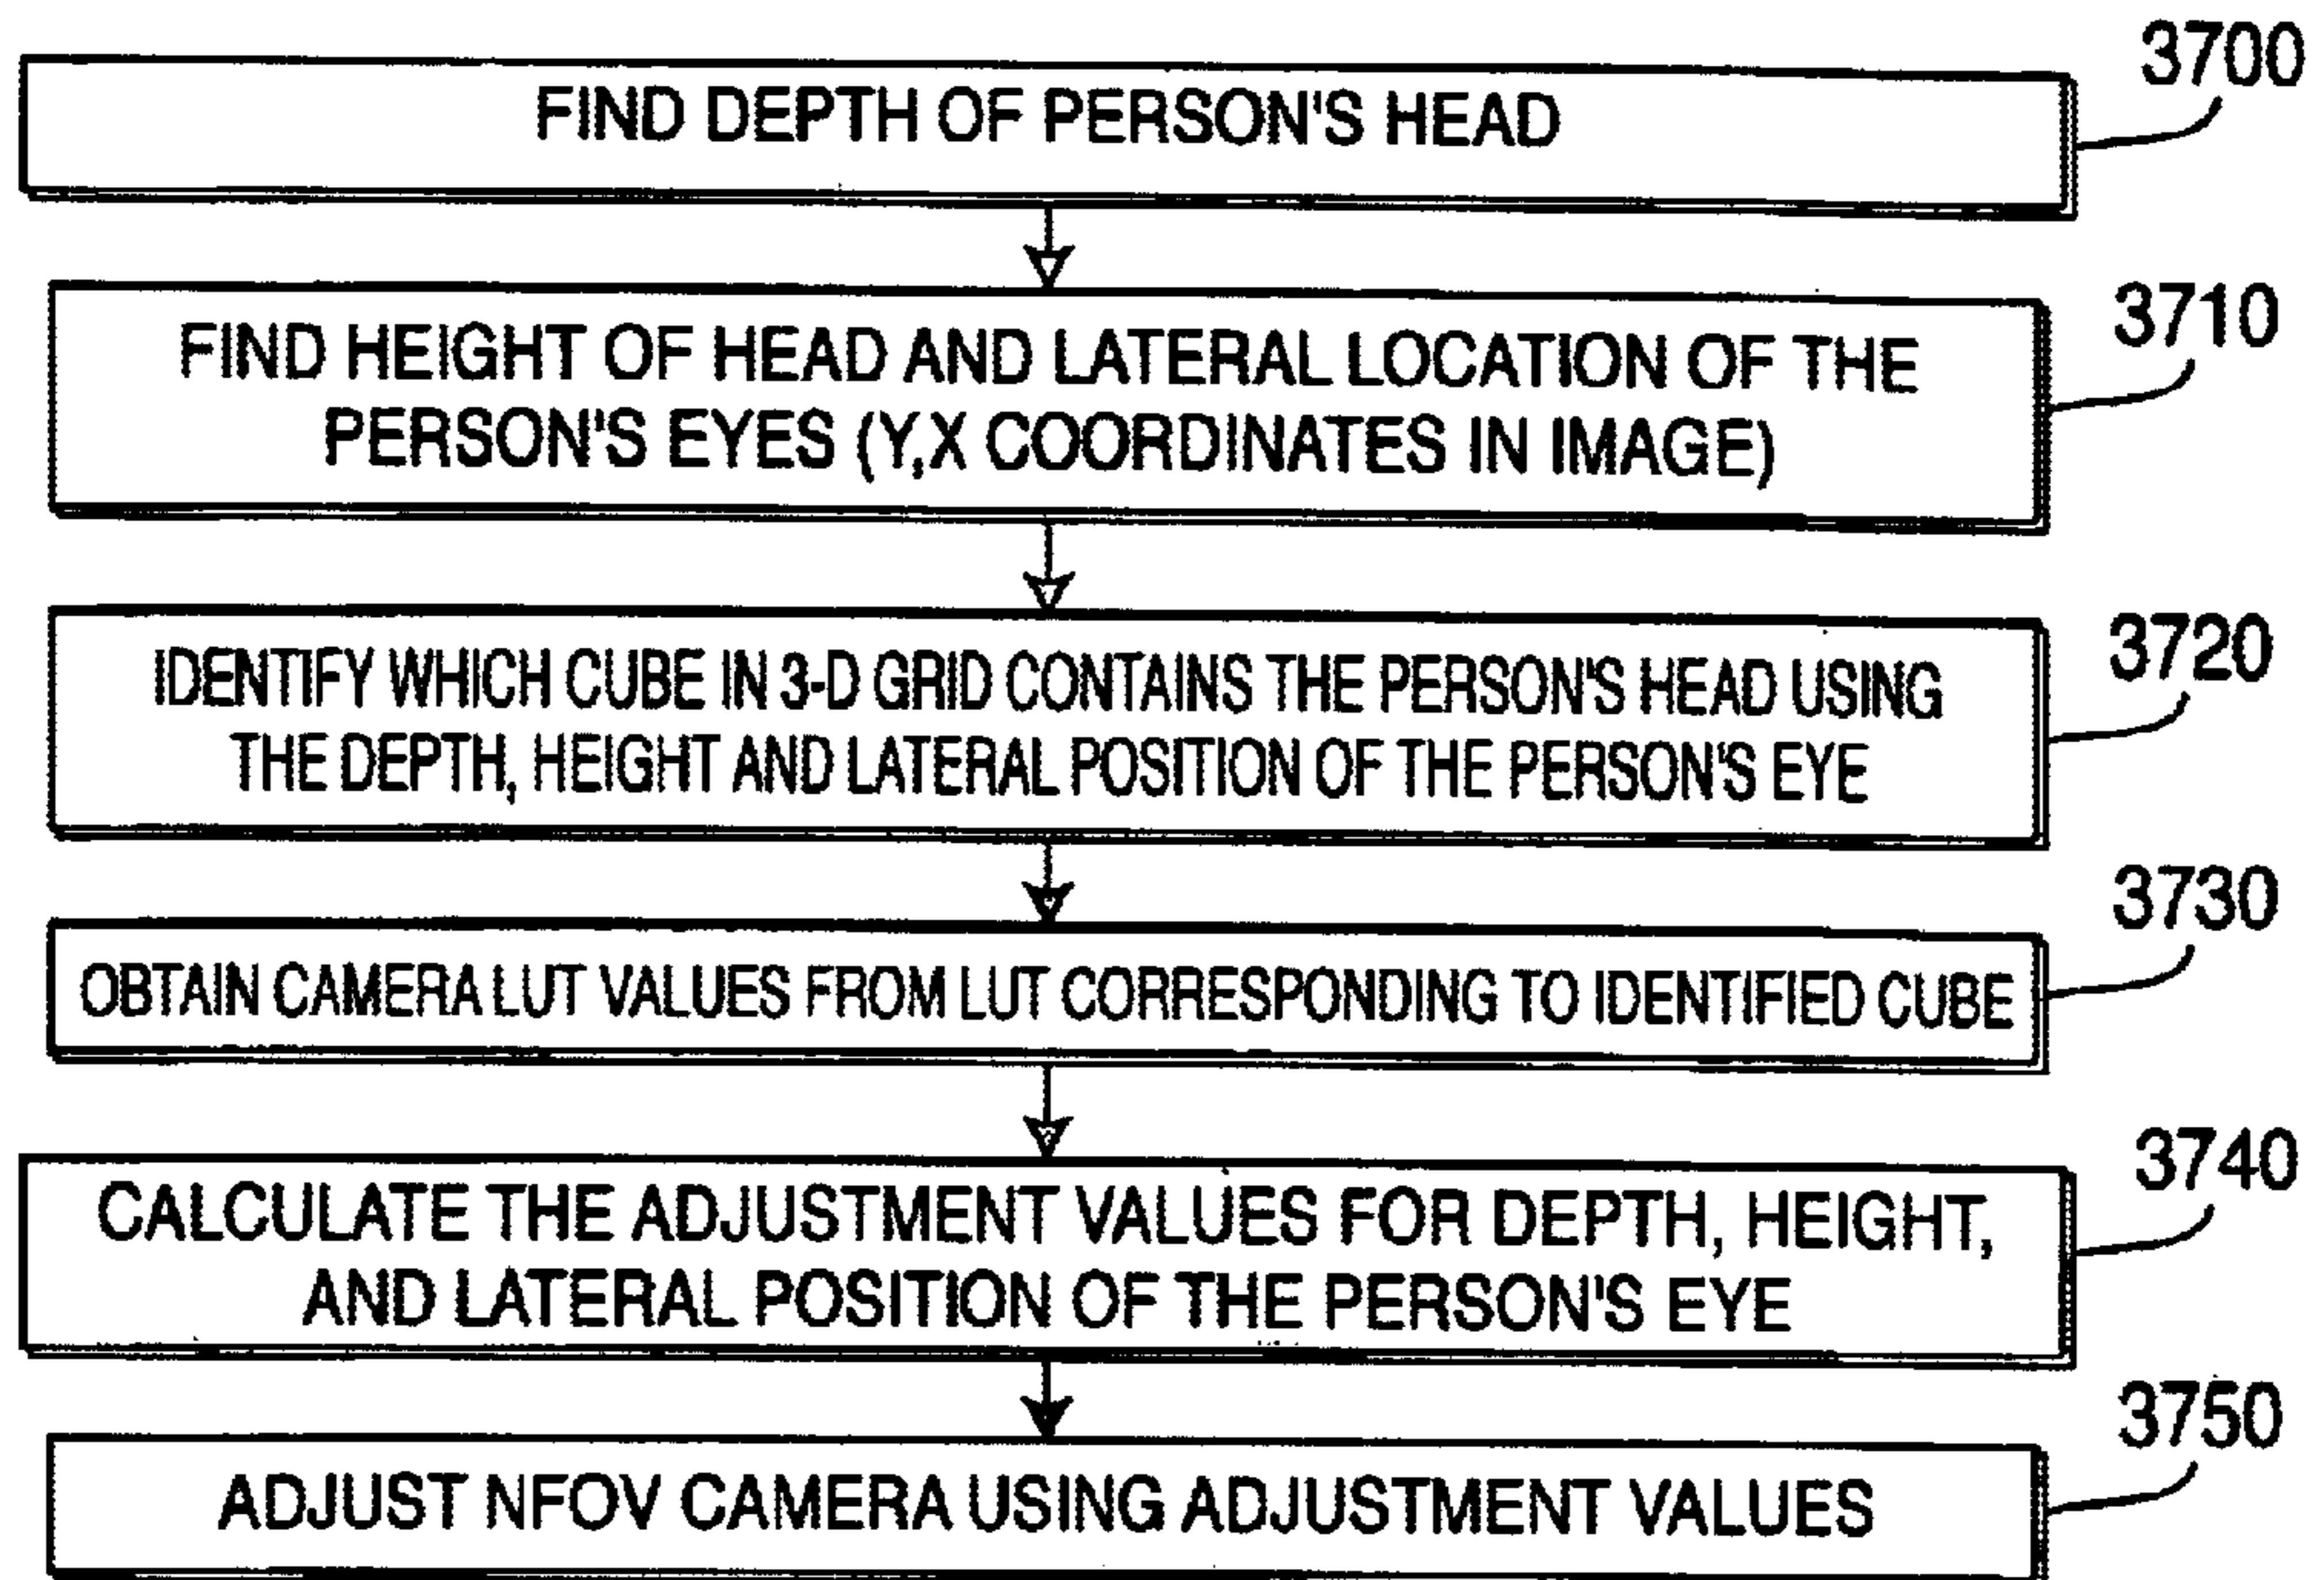 3700
FIND DEPTH OF PERSON'S HEAD
3710
FIND HEIGHT OF HEAD AND LATERAL LOCATION OF THE
PERSON'S EYES (Y,X COORDINATES IN IMAGE)
3720
IDENTIFY WHICH CUBE IN 3-D GRID CONTAINS THE PERSON'S HEAD USING
THE DEPTH, HEIGHT AND LATERAL POSITION OF THE PERSON'S EYE
3730
OBTAIN CAMERA LUT VALUES FROM LUT CORRESPONDING TO IDENTIFIED CUBE
3740
CALCULATE THE ADJUSTMENT VALUES FOR DEPTH, HEIGHT,
AND LATERAL POSITION OF THE PERSON'S EYE
3750
ADJUST NFOV CAMERA USING ADJUSTMENT VALUES